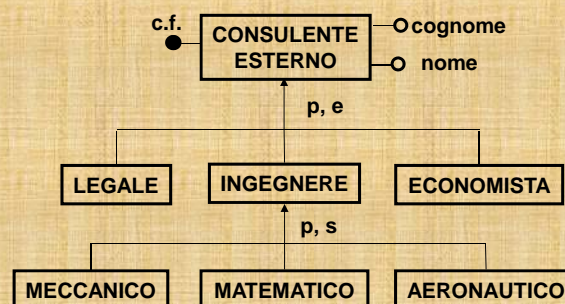 c.f.
CONSULENTE
ESTERNO
cognome
nome
p, e
LEGALE
INGEGNERE
ECONOMISTA
p, s
MECCANICO
MATEMATICO
AERONAUTICO